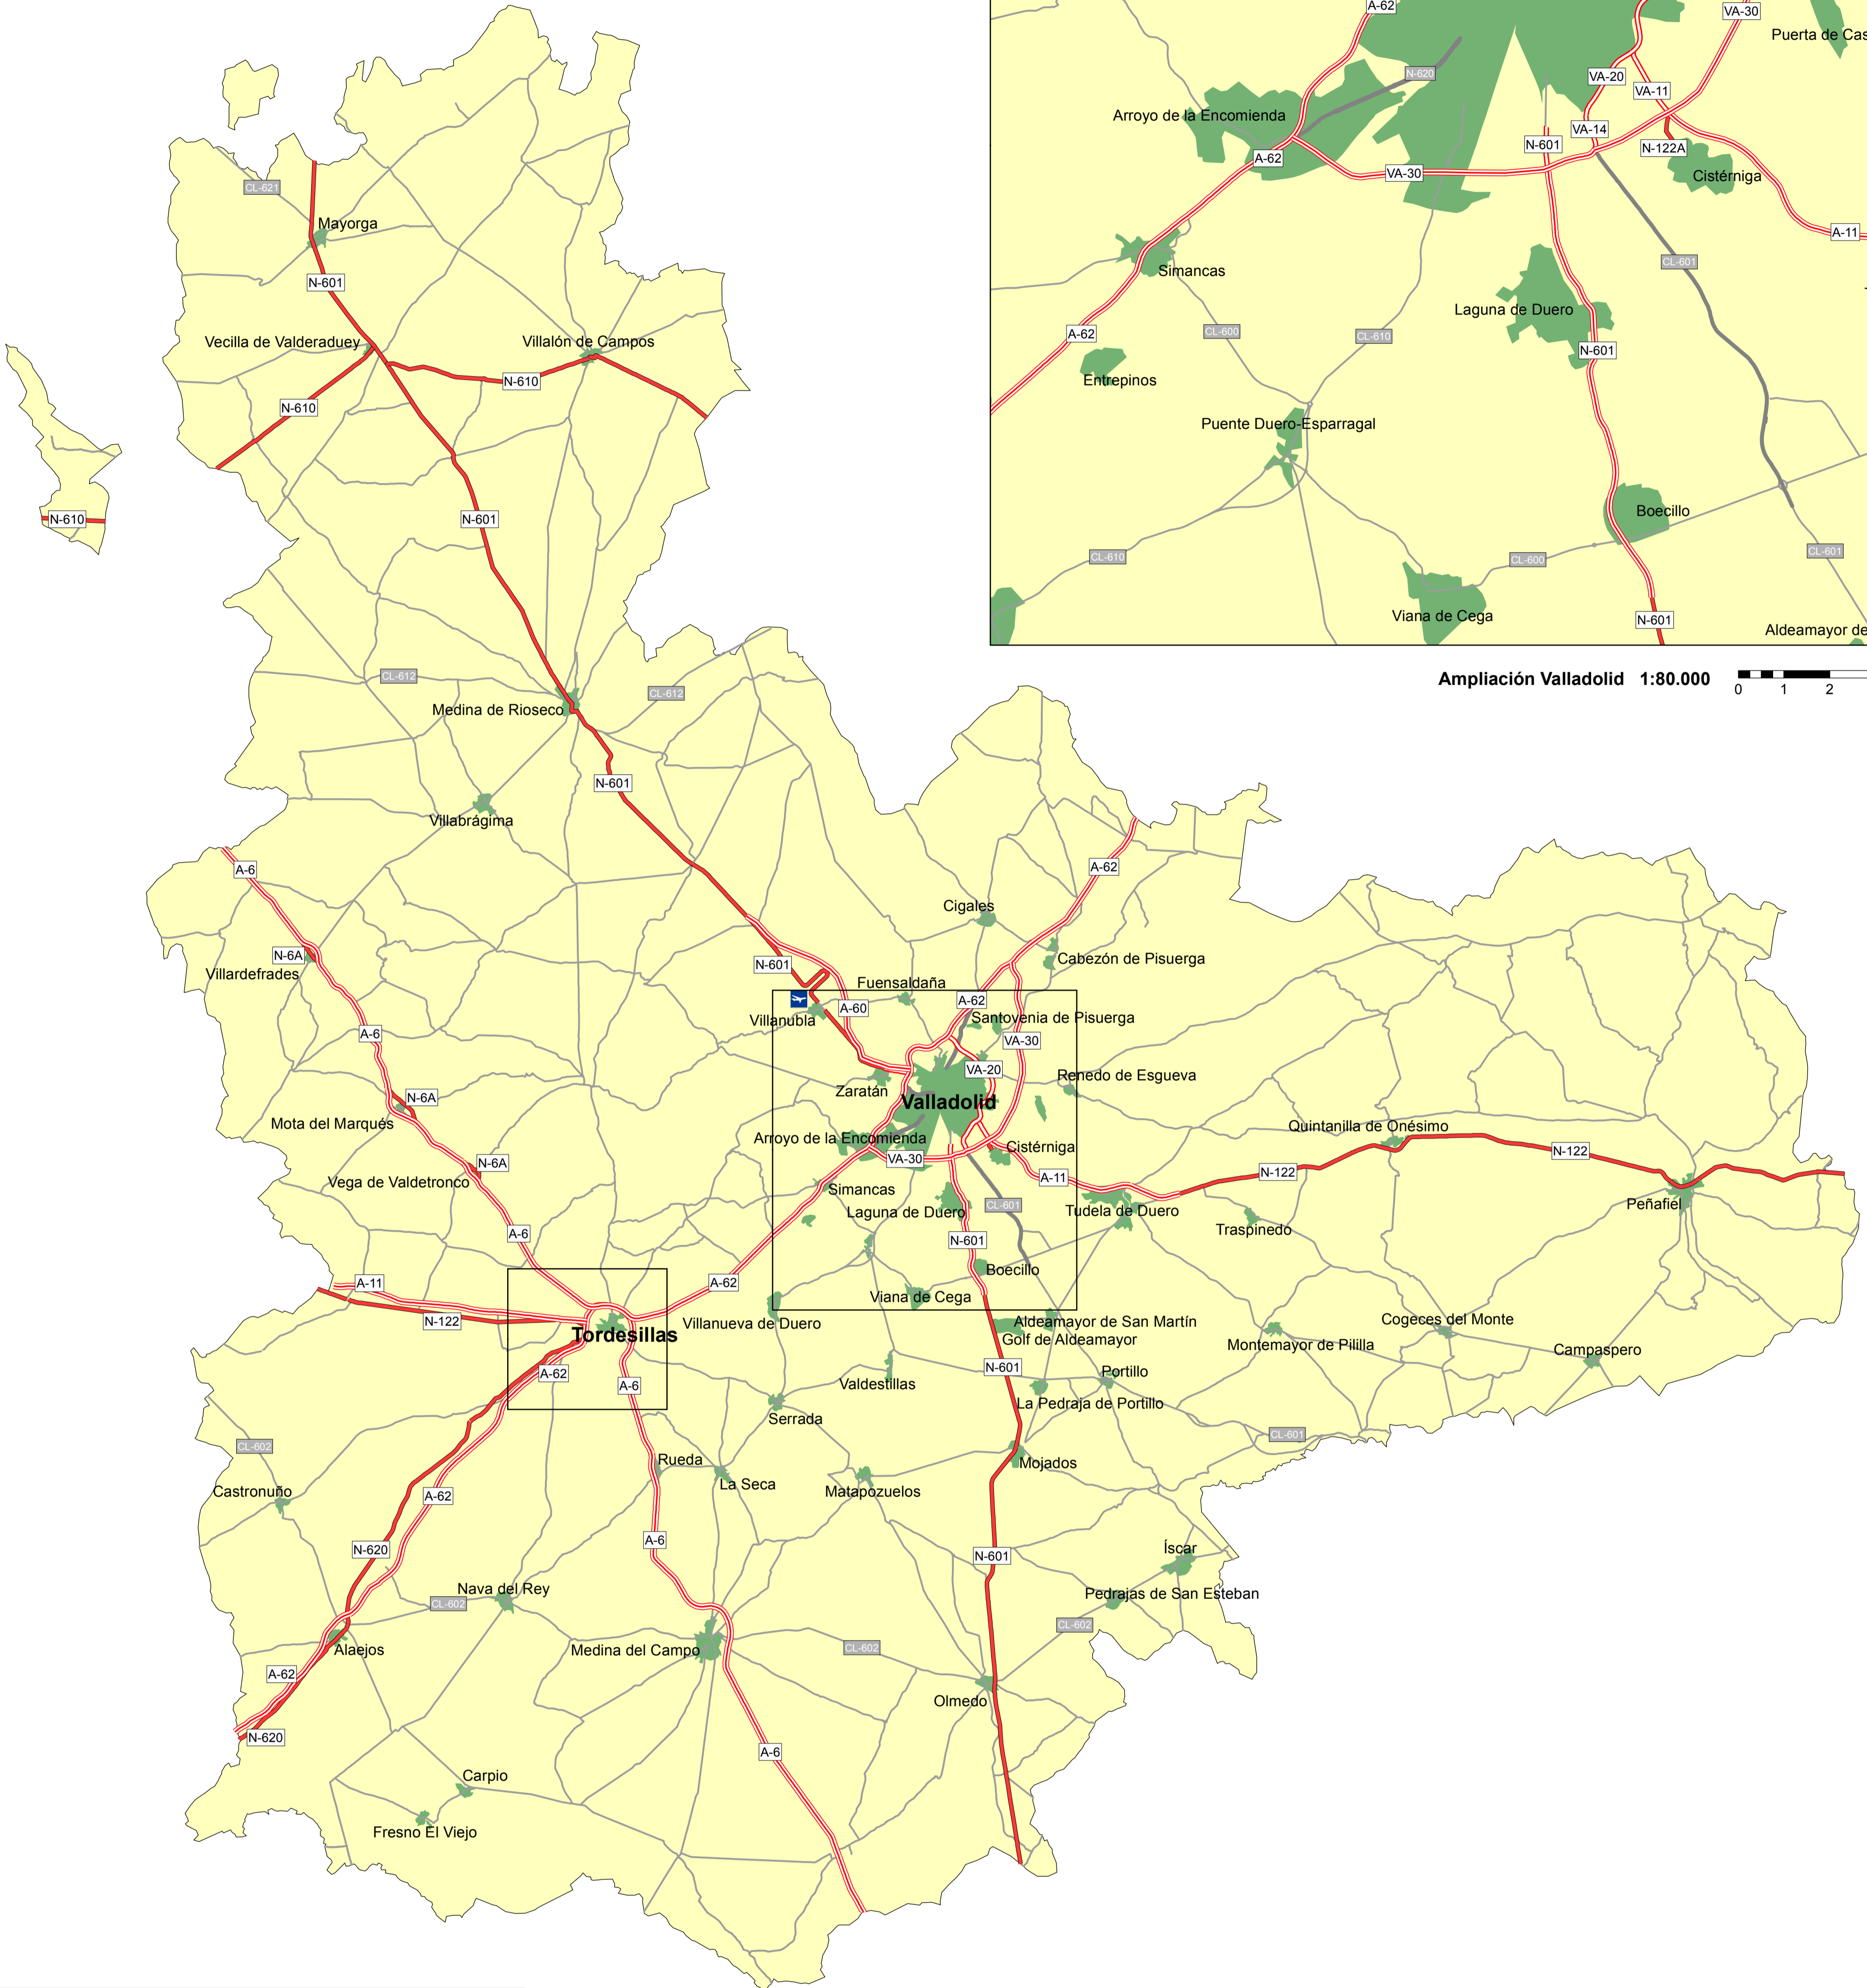 A-62
VA-30
Puerta de Cas
N-620
VA-20
VA-11
Arroyo de la Encomienda
VA-14
N-601
N-122A
A-62
VA-30
Cistérniga
A-11
CL-601
Simancas
Laguna de Duero
CL-600
CL-610
A-62
N-601
Entrepinos
Puente Duero-Esparragal
Boecillo
CL-610
CL-600
CL-601
Viana de Cega
N-601
Aldeamayor de
Ampliación Valladolid 1:80.000
0 1 2
CL-621
Mayorga
N-601
Vecilla de Valderaduey
Villalón de Campos
N-610
N-610
N-610
N-601
CL-612
CL-612
Medina de Rioseco
N-601
Villabrágima
A-6
A-62
Cigales
N-6A
Villardefrades
N-601
Cabezón de Pisuerga
Fuensaldaña
A-62
A-60
Villanubla
Santovenia de Pisuerga
A-6
VA-30
VA-20
Renedo de Esgueva
Zaratán
N-6A
Valladolid
Mota del Marqués
Quintanilla de Onésimo
Arroyo de la Encomienda
Cistérniga
N-122
VA-30
N-6A
N-122
A-11
Vega de Valdetronco
Simancas
CL-601
Peñafiel
Laguna de Duero
Tudela de Duero
Traspinedo
A-6
N-601
Boecillo
A-11
A-62
Viana de Cega
N-122
Villanueva de Duero
Aldeamayor de San Martín
Cogeces del Monte
Tordesillas
Golf de Aldeamayor
Montemayor de Pililla
Campaspero
N-601
A-62
Portillo
A-6
Valdestillas
La Pedraja de Portillo
Serrada
CL-601
CL-602
Rueda
Mojados
La Seca
Castronuño
Matapozuelos
A-62
A-6
N-620
Íscar
N-601
Nava del Rey
Pedrajas de San Esteban
CL-602
CL-602
Alaejos
Medina del Campo
CL-602
A-62
Olmedo
N-620
A-6
Carpio
Fresno El Viejo